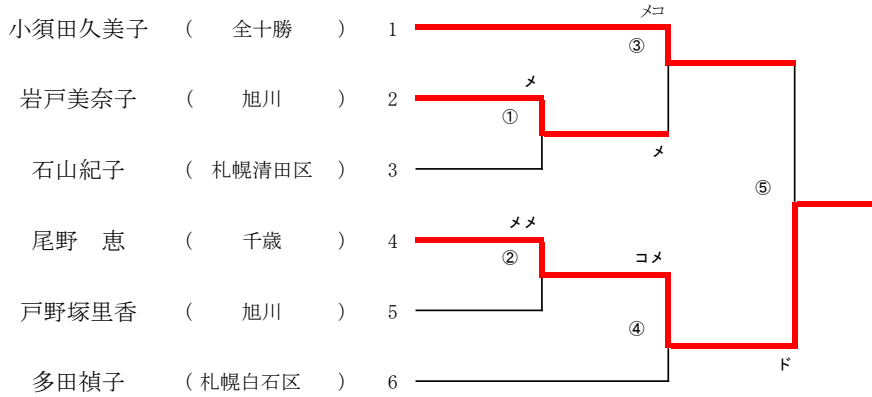 メコ
小須田久美子 ( 全十勝 ) 1
③
メ
岩戸美奈子 ( 旭川 ) 2
①
メ
石山紀子 ( 札幌清田区 ) 3
⑤
メメ
尾野　恵 ( 千歳 ) 4
②
コメ
戸野塚里香 ( 旭川 ) 5
④
ド
多田禎子 ( 札幌白石区 ) 6